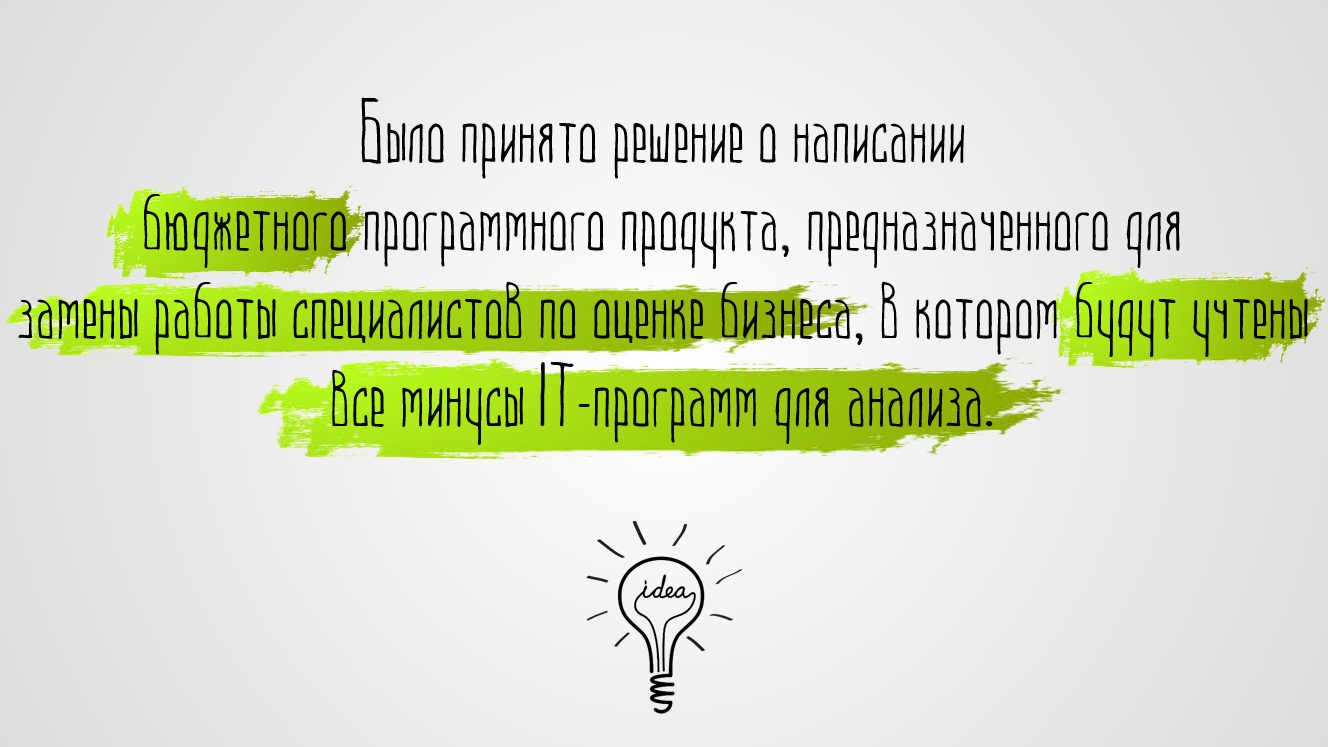 Было принято решение о написании
бюджетного программного продукта, предназначенного для
замены работы специалистов по оценке бизнеса, в котором будут учтены
все минусы IT-программ для анализа.
idea